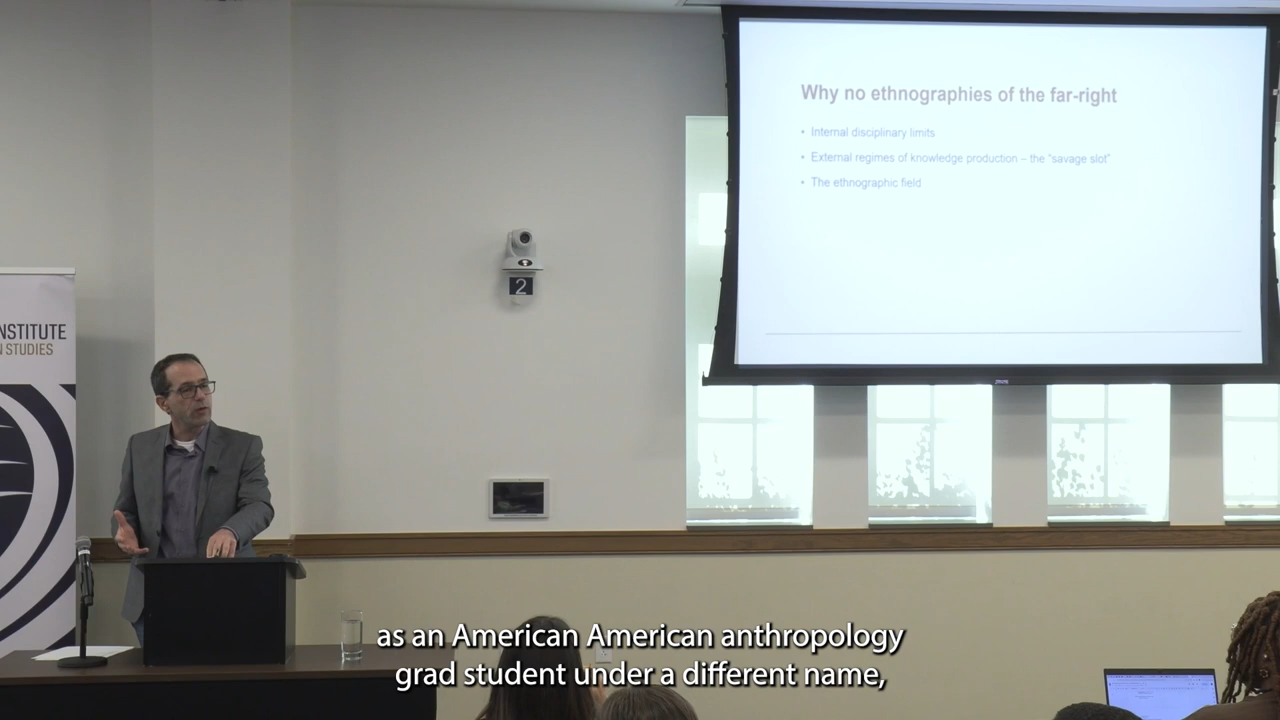 Why no ethnographies of the far-right
• Internal disciplinary limits
• External regimes of knowledge production – the "savage slot"
• The ethnographic field
2
NSTITUTE
STUDIES
as an American American anthropology
grad student under a different name,